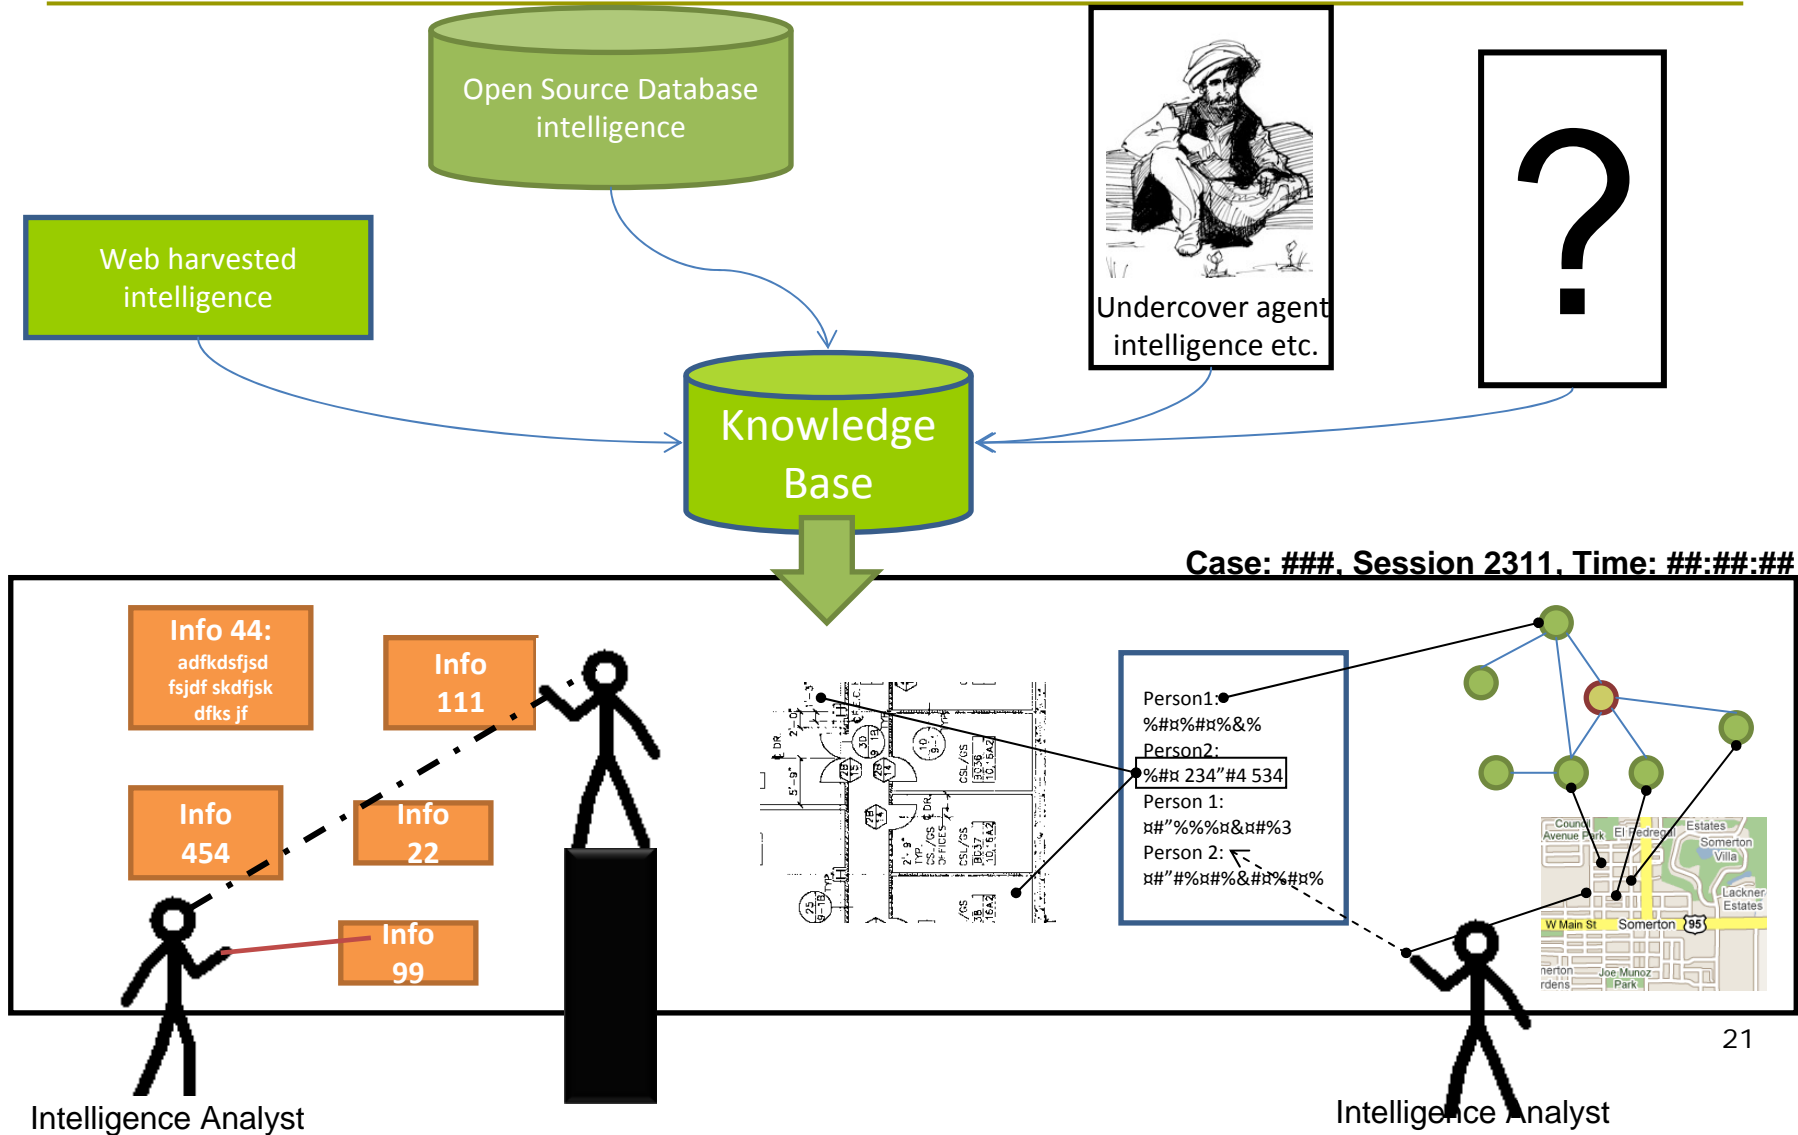 Open Source Database
intelligence
Web harvested
intelligence
Undercover agent
intelligence etc.
?
Knowledge
Base
Case: ###, Session 2311, Time: ##:##:##
Info 44:
adfkdsfjsd
fsjdf skdfjsk
dfks jf
Info
111
Info
454
Info
22
Info
99
Person1:
%#¤%#¤%&%
Person2:
%#¤ 234”#4 534
Person 1:
¤#”%%%¤&¤#%3
Person 2:
¤#”#%¤#%&#¤%#¤%
Council
Avenue Park
El Pedregal
Estates
Somerton
Villa
Lackner
Estates
W Main St
Somerton
95
Joe Munoz
Park
21
Intelligence Analyst
Intelligence Analyst